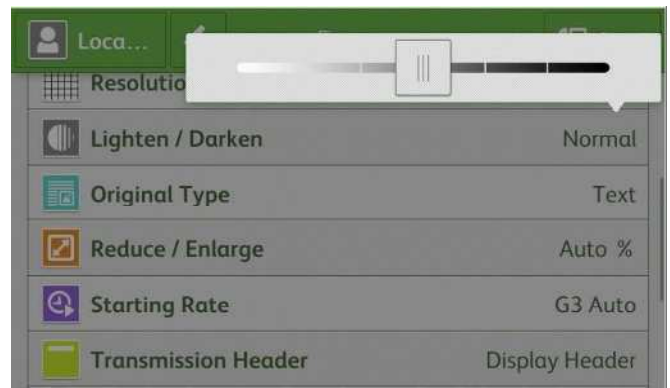 Loca...
Resolutio
Lighten / Darken Normal
Original Type Text
Reduce / Enlarge Auto %
Starting Rate G3 Auto
Transmission Header Display Header